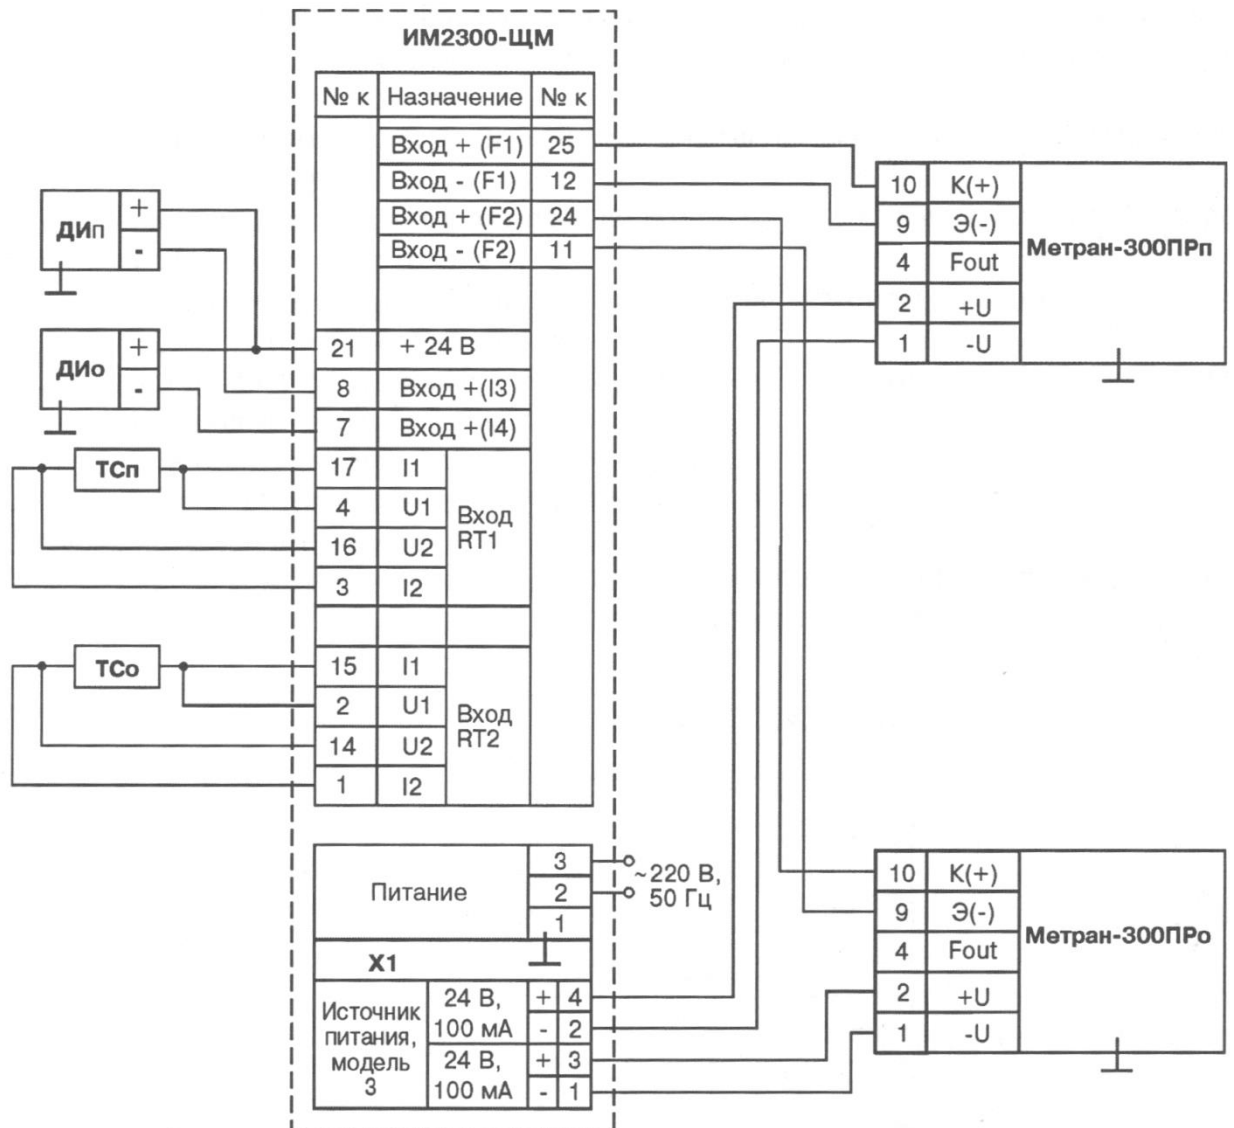 ИМ2300-ЩМ
№ к Назначение № к
Вход + (F1) 25
Вход - (F1) 12
Вход + (F2) 24
Вход - (F2) 11
21 + 24 В
8 Вход +(I3)
7 Вход +(I4)
17 I1
4 U1
16 U2
3 I2
Вход
RT1
15 I1
2 U1
14 U2
1 I2
Вход
RT2
ДИп
+
-
ДИо
+
-
ТСп
ТСо
Питание
3
2
1
~220 В,
50 Гц
X1
Источник
питания,
модель
3
24 В,
100 мА
+ 4
- 2
24 В,
100 мА
+ 3
- 1
10 К(+)
9 Э(-)
4 Fout
2 +U
1 -U
Метран-300ПРп
10 К(+)
9 Э(-)
4 Fout
2 +U
1 -U
Метран-300ПРо